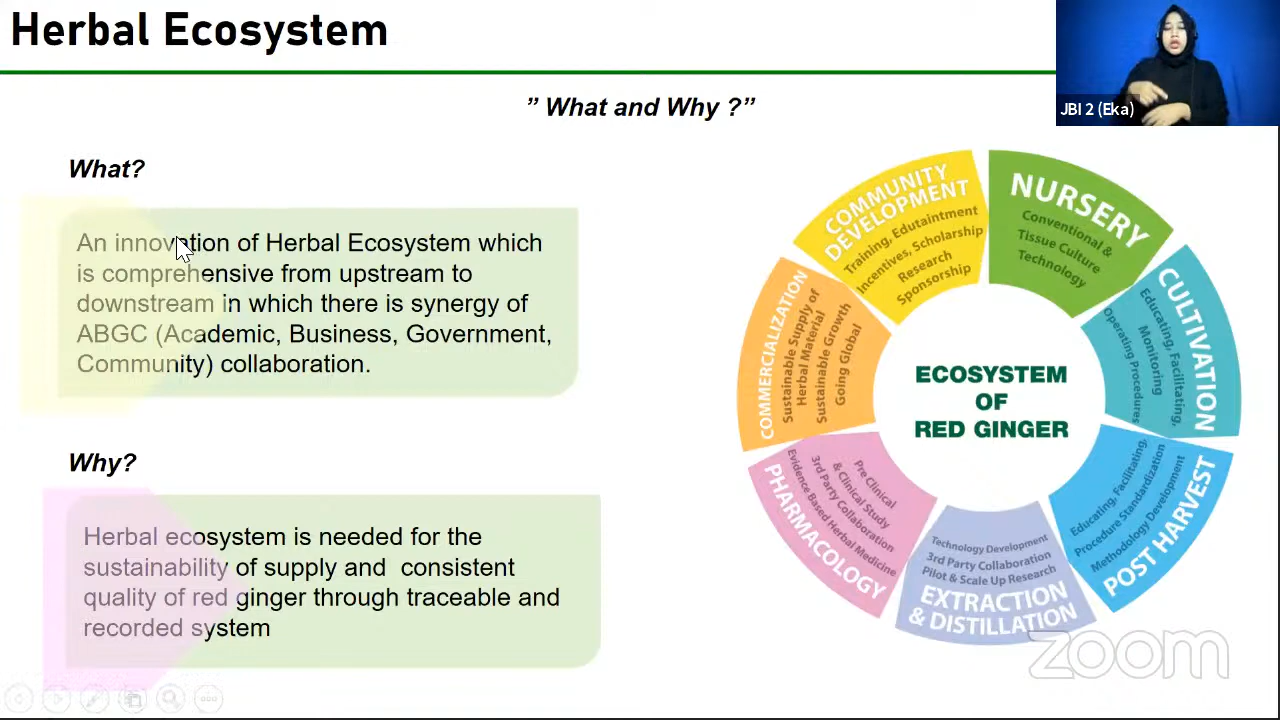 Herbal Ecosystem
JBI 2 (Eka)
” What and Why ?”
What?
An innovation of Herbal Ecosystem which
is comprehensive from upstream to
downstream in which there is synergy of
ABGC (Academic, Business, Government,
Community) collaboration.
Why?
Herbal ecosystem is needed for the
sustainability of supply and consistent
quality of red ginger through traceable and
recorded system
ECOSYSTEM
OF
RED GINGER
NURSERY
Conventional &
Tissue Culture
Technology
CULTIVATION
Educating, Facilitating,
Monitoring
Operating Procedures
POST HARVEST
Educating, Facilitating,
Procedure Standardization
Methodology Development
Technology Development
3rd Party Collaboration
Pilot & Scale Up Research
EXTRACTION
& DISTILLATION
PHARMACOLOGY
Pre Clinical
& Clinical Study
3rd Party Collaboration
Evidence Based Herbal Medicine
COMMERCIALIZATION
Sustainable Supply of
Herbal Material
Sustainable Growth
Going Global
COMMUNITY
DEVELOPMENT
Training, Edutaintment
Incentives, Scholarship
Research
Sponsorship
zoom